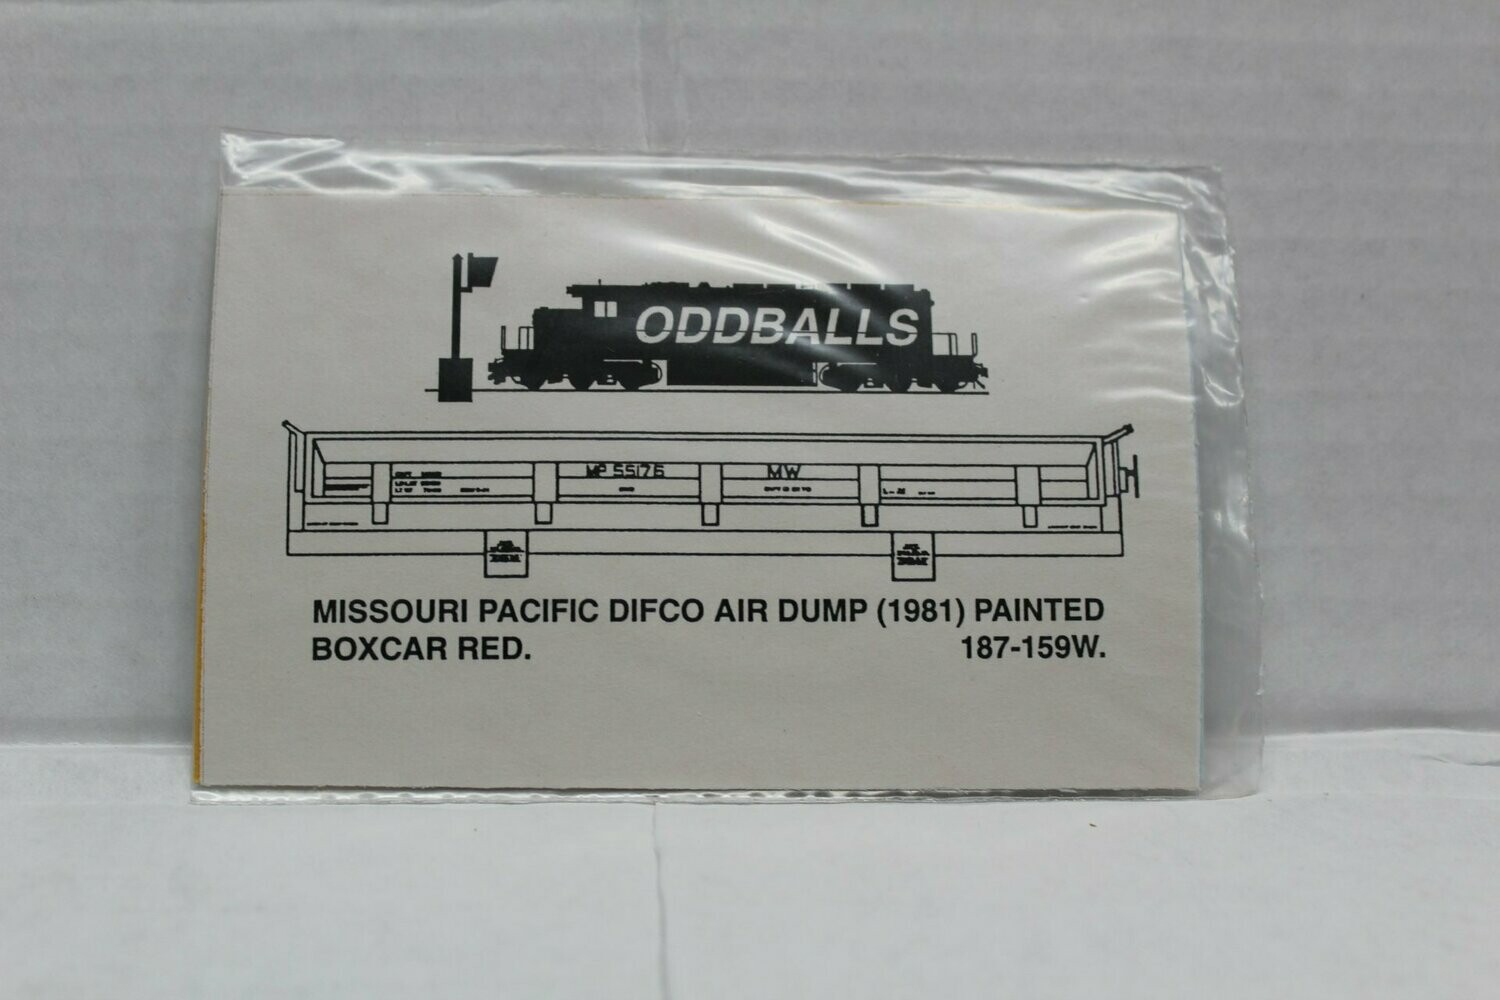 ODDBALLS
MP 55176 MW
MISSOURI PACIFIC DIFCO AIR DUMP (1981) PAINTED
BOXCAR RED. 187-159W.